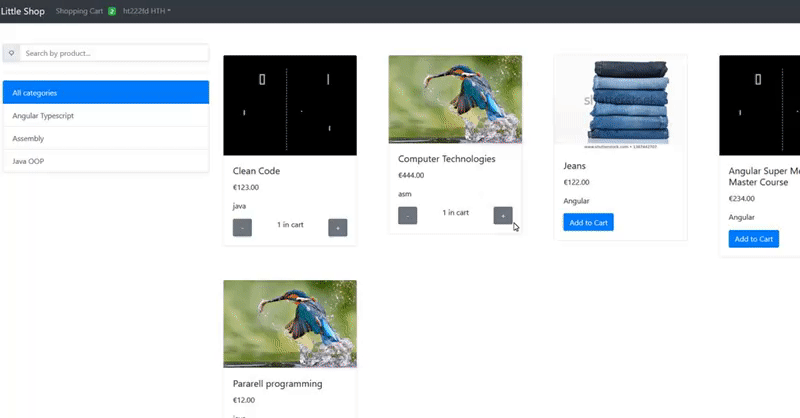 Little Shop
Shopping Cart 2
ht222fd HTH
Search by product...
All categories
Angular Typescript
Assembly
Java OOP
Clean Code
€123.00
java
- 1 in cart +
Computer Technologies
€444.00
asm
- 1 in cart +
shutterstock
Jeans
€122.00
Angular
Add to Cart
Angular Super M
Master Course
€234.00
Angular
Add to Cart
Pararell programming
€12.00